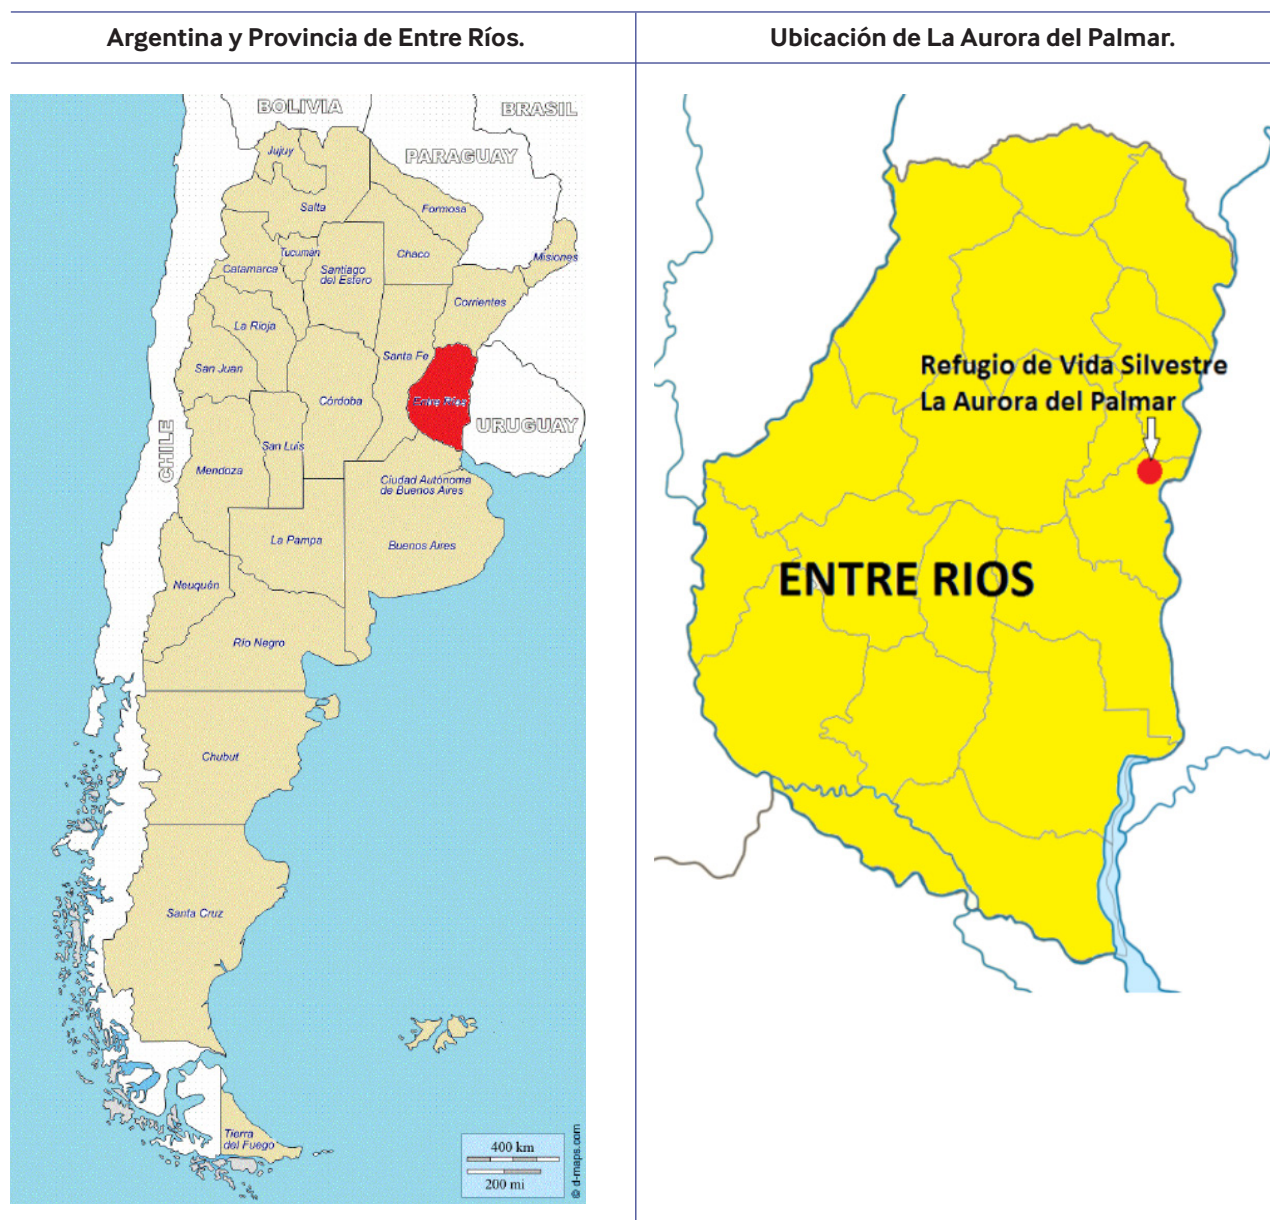 Argentina y Provincia de Entre Ríos.
Ubicación de La Aurora del Palmar.
BOLIVIA
BRASIL
PARAGUAY
Jujuy
Salta
Formosa
Tucumán
Chaco
Misiones
Catamarca
Santiago
del Estero
Corrientes
La Rioja
Santa Fe
San Juan
Córdoba
Entre Ríos
URUGUAY
CHILE
San Luis
Mendoza
Ciudad Autónoma
de Buenos Aires
La Pampa
Buenos Aires
Neuquén
Río Negro
Chubut
Santa Cruz
Tierra
del Fuego
400 km
200 mi
© d-maps.com
Refugio de Vida Silvestre
La Aurora del Palmar
ENTRE RIOS